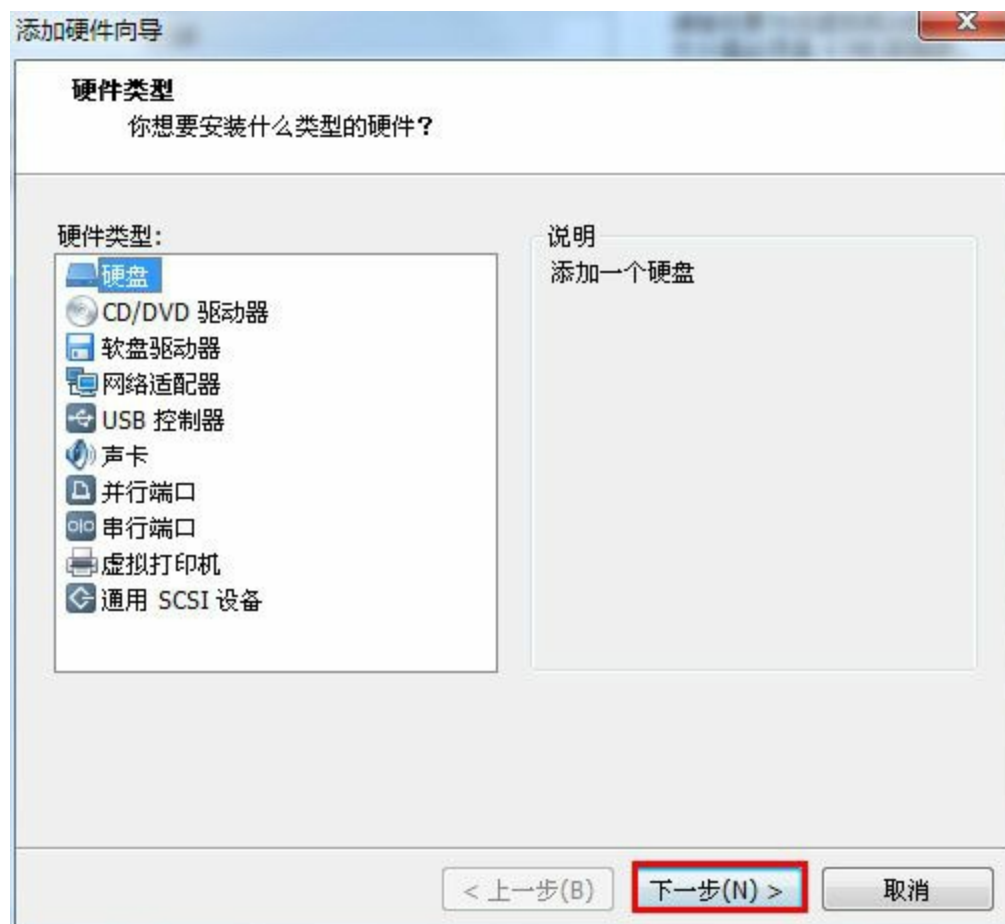 添加硬件向导
硬件类型
你想要安装什么类型的硬件?
硬件类型:
硬盘
CD/DVD 驱动器
软盘驱动器
网络适配器
USB 控制器
声卡
并行端口
串行端口
虚拟打印机
通用 SCSI 设备
说明
添加一个硬盘
< 上一步(B)
下一步(N) >
取消